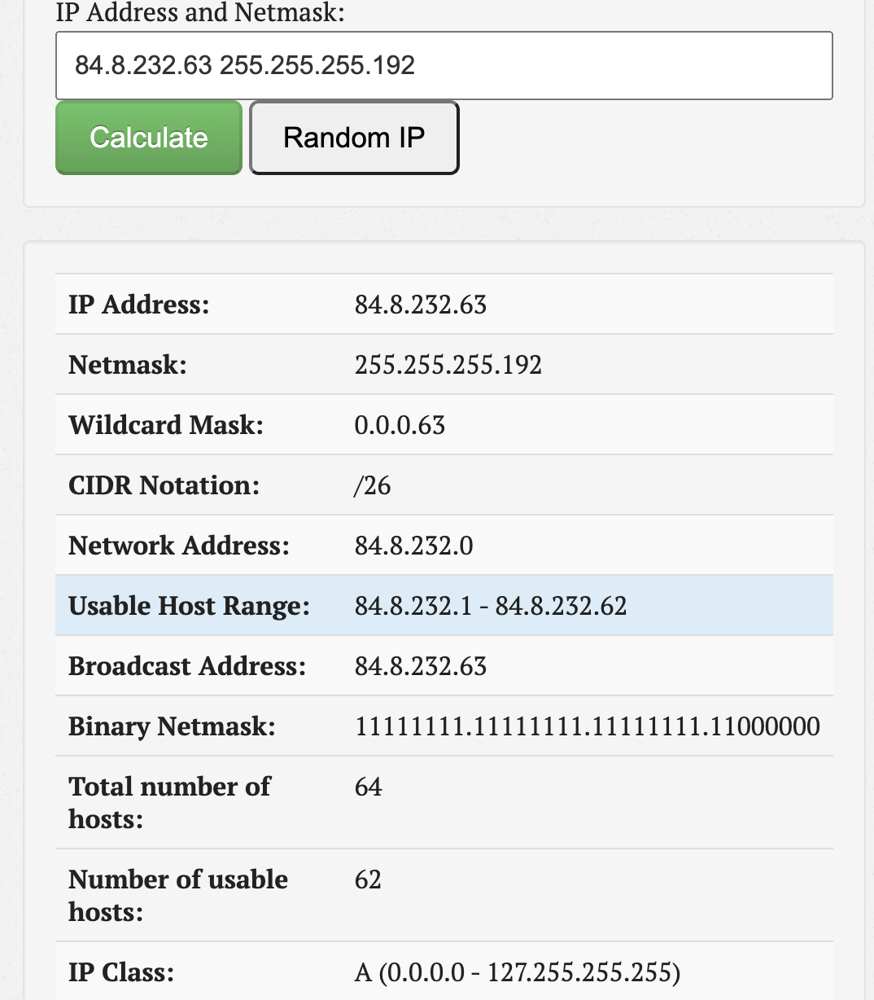 IP Address and Netmask:
84.8.232.63 255.255.255.192
Calculate Random IP
IP Address: 84.8.232.63
Netmask: 255.255.255.192
Wildcard Mask: 0.0.0.63
CIDR Notation: /26
Network Address: 84.8.232.0
Usable Host Range: 84.8.232.1 - 84.8.232.62
Broadcast Address: 84.8.232.63
Binary Netmask: 11111111.11111111.11111111.11000000
Total number of 64
hosts:
Number of usable 62
hosts:
IP Class: A (0.0.0.0 - 127.255.255.255)